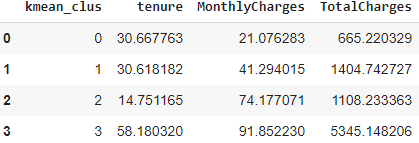 kmean_clus tenure MonthlyCharges TotalCharges
0 0 30.667763 21.076283 665.220329
1 1 30.618182 41.294015 1404.742727
2 2 14.751165 74.177071 1108.233363
3 3 58.180320 91.852230 5345.148206